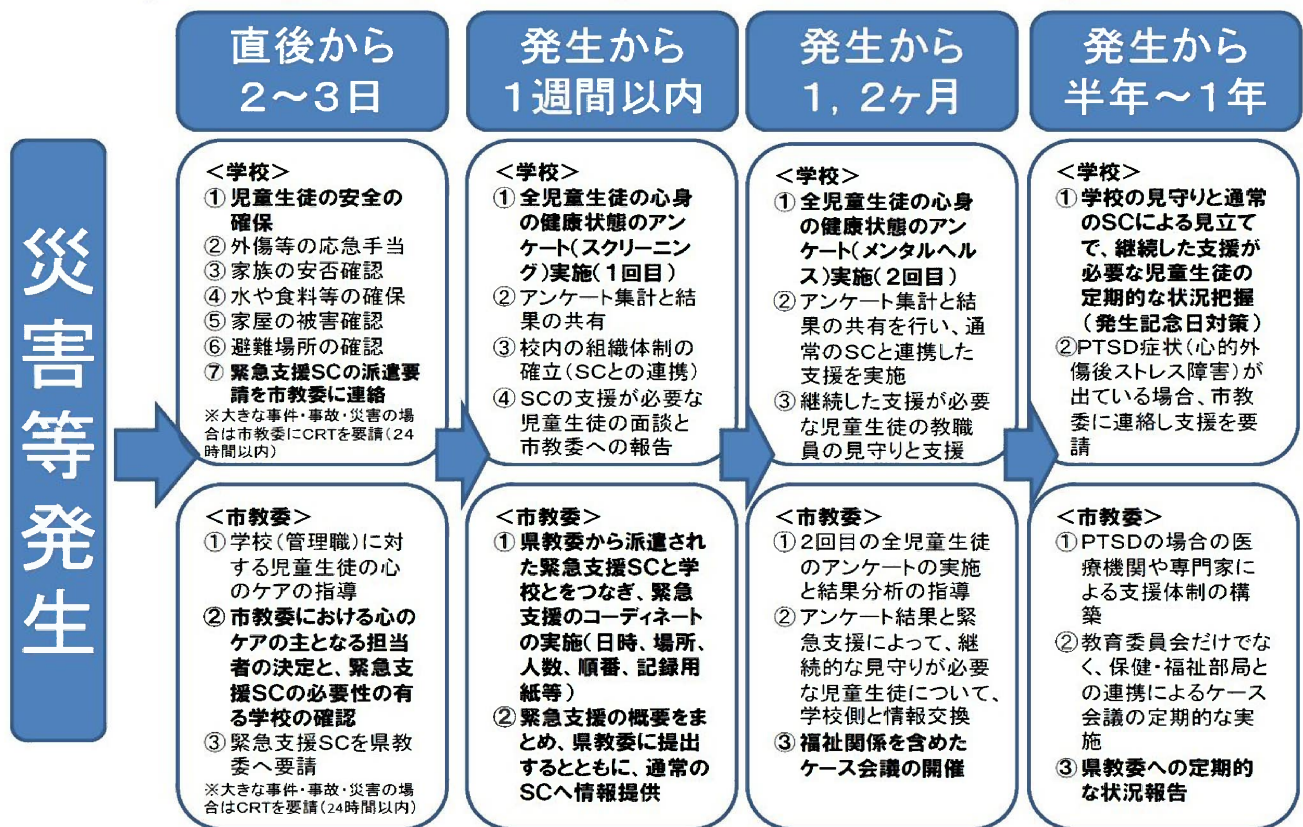 災害等発生
直後から
2～3日
<学校>
① 児童生徒の安全の
確保
② 外傷等の応急手当
③ 家族の安否確認
④ 水や食料等の確保
⑤ 家屋の被害確認
⑥ 避難場所の確認
⑦ 緊急支援SCの派遣要
請を市教委に連絡
※大きな事件・事故・災害の場
合は市教委にCRTを要請(24
時間以内)
<市教委>
① 学校(管理職)に対
する児童生徒の心
のケアの指導
② 市教委における心の
ケアの主となる担当
者の決定と、緊急支
援SCの必要性の有
る学校の確認
③ 緊急支援SCを県教
委へ要請
※大きな事件・事故・災害の場
合はCRTを要請(24時間以内)
発生から
1週間以内
<学校>
① 全児童生徒の心身
の健康状態のアン
ケート(スクリーニン
グ)実施(1回目)
② アンケート集計と結
果の共有
③ 校内の組織体制の
確立(SCとの連携)
④ SCの支援が必要な
児童生徒の面談と
市教委への報告
<市教委>
① 県教委から派遣され
た緊急支援SCと学
校とをつなぎ、緊急
支援のコーディネート
の実施(日時、場所、
人数、順番、記録用
紙等)
② 緊急支援の概要をま
とめ、県教委に提出
するとともに、通常の
SCへ情報提供
発生から
1,2ヶ月
<学校>
① 全児童生徒の心身
の健康状態のアン
ケート(メンタルヘル
ス)実施(2回目)
② アンケート集計と結
果の共有を行い、通
常のSCと連携した
支援を実施
③ 継続した支援が必要
な児童生徒の教職
員の見守りと支援
<市教委>
① 2回目の全児童生徒
のアンケートの実施
と結果分析の指導
② アンケート結果と緊
急支援によって、継
続的な見守りが必要
な児童生徒について、
学校側と情報交換
③ 福祉関係を含めた
ケース会議の開催
発生から
半年～1年
<学校>
① 学校の見守りと通常
のSCによる見立て
で、継続した支援が
必要な児童生徒の
定期的な状況把握
(発生記念日対策)
② PTSD症状(心的外
傷後ストレス障害)が
出ている場合、市教
委に連絡し支援を要
請
<市教委>
① PTSDの場合の医
療機関や専門家に
よる支援体制の構
築
② 教育委員会だけでな
く、保健・福祉部局と
の連携によるケース
会議の定期的な実
施
③ 県教委への定期的
な状況報告